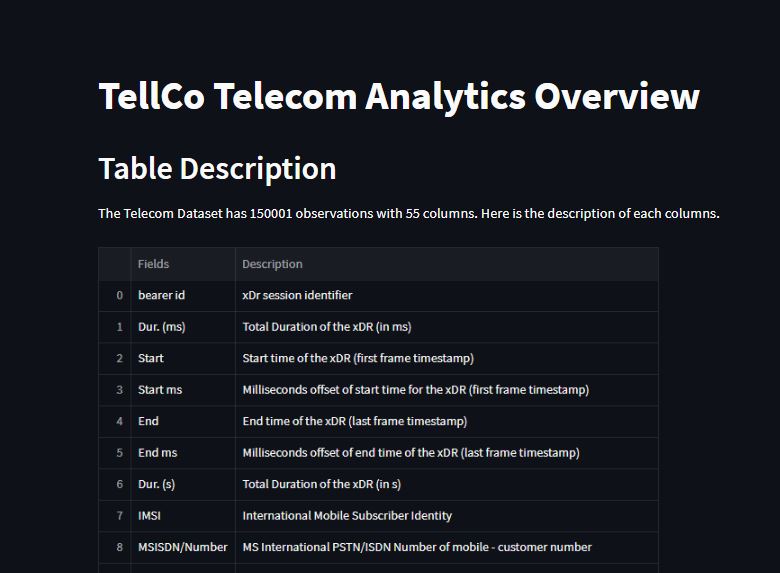 TellCo Telecom Analytics Overview
Table Description
The Telecom Dataset has 150001 observations with 55 columns. Here is the description of each columns.
Fields Description
0 bearer id xDr session identifier
1 Dur. (ms) Total Duration of the xDR (in ms)
2 Start Start time of the xDR (first frame timestamp)
3 Start ms Milliseconds offset of start time for the xDR (first frame timestamp)
4 End End time of the xDR (last frame timestamp)
5 End ms Milliseconds offset of end time of the xDR (last frame timestamp)
6 Dur. (s) Total Duration of the xDR (in s)
7 IMSI International Mobile Subscriber Identity
8 MSISDN/Number MS International PSTN/ISDN Number of mobile - customer number